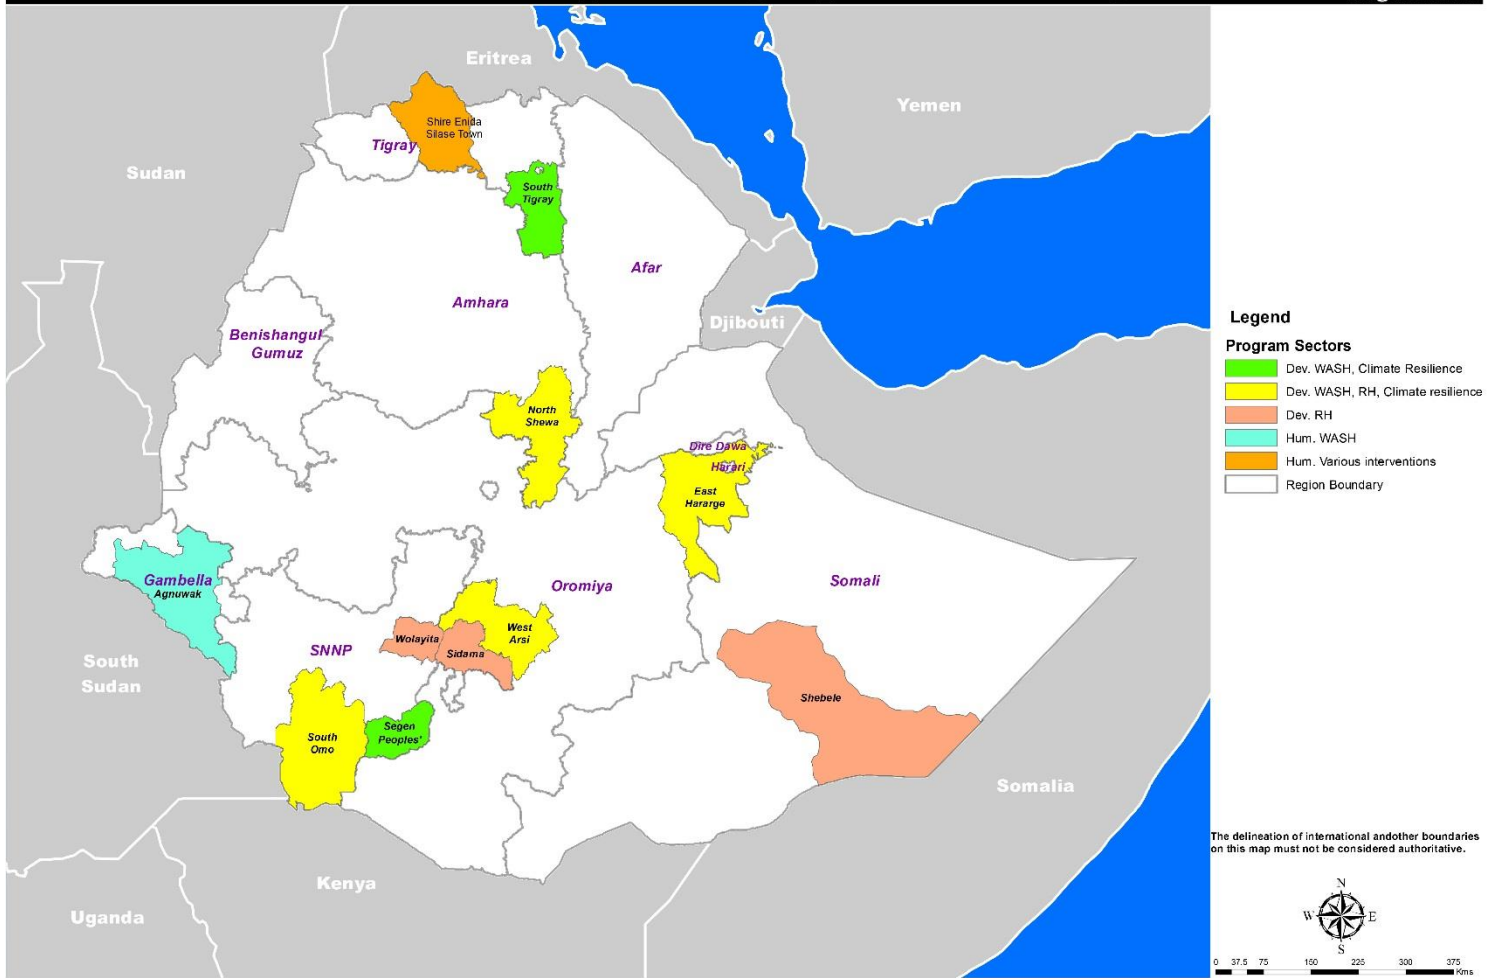 Eritrea
Yemen
Sudan
Shire Enida
Silase Town
Tigray
South
Tigray
Afar
Amhara
Djibouti
Benishangul
Gumuz
North
Shewa
Dire Dawa
Harari
East
Hararge
Gambella
Agnuwak
Oromiya
Somali
West
Arsi
Wolayita
Sidama
SNNP
South
Sudan
Shebele
Segen
Peoples'
South
Omo
Somalia
Kenya
Uganda
Legend
Program Sectors
Dev. WASH, Climate Resilience
Dev. WASH, RH, Climate resilience
Dev. RH
Hum. WASH
Hum. Various interventions
Region Boundary
The delineation of international andother boundaries
on this map must not be considered authoritative.
N
W E
S
0 37.5 75 150 225 300 375
Kms